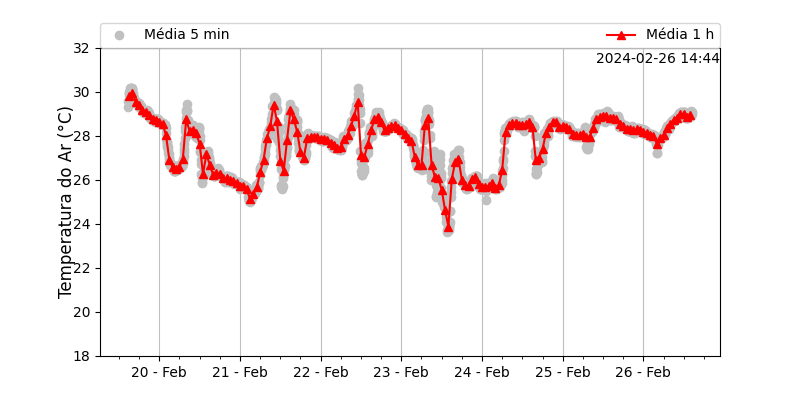 Média 5 min
Média 1 h
2024-02-26 14:44
Temperatura do Ar (°C)
32
30
28
26
24
22
20
18
20 - Feb
21 - Feb
22 - Feb
23 - Feb
24 - Feb
25 - Feb
26 - Feb